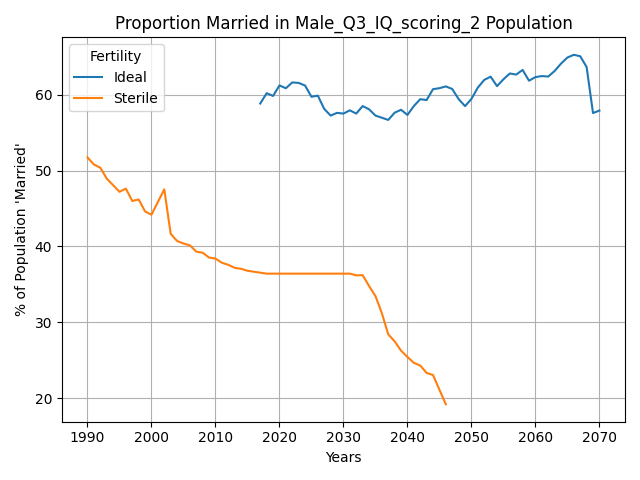 Proportion Married in Male_Q3_IQ_scoring_2 Population
Fertility
Ideal
Sterile
% of Population 'Married'
60
50
40
30
20
1990 2000 2010 2020 2030 2040 2050 2060 2070
Years